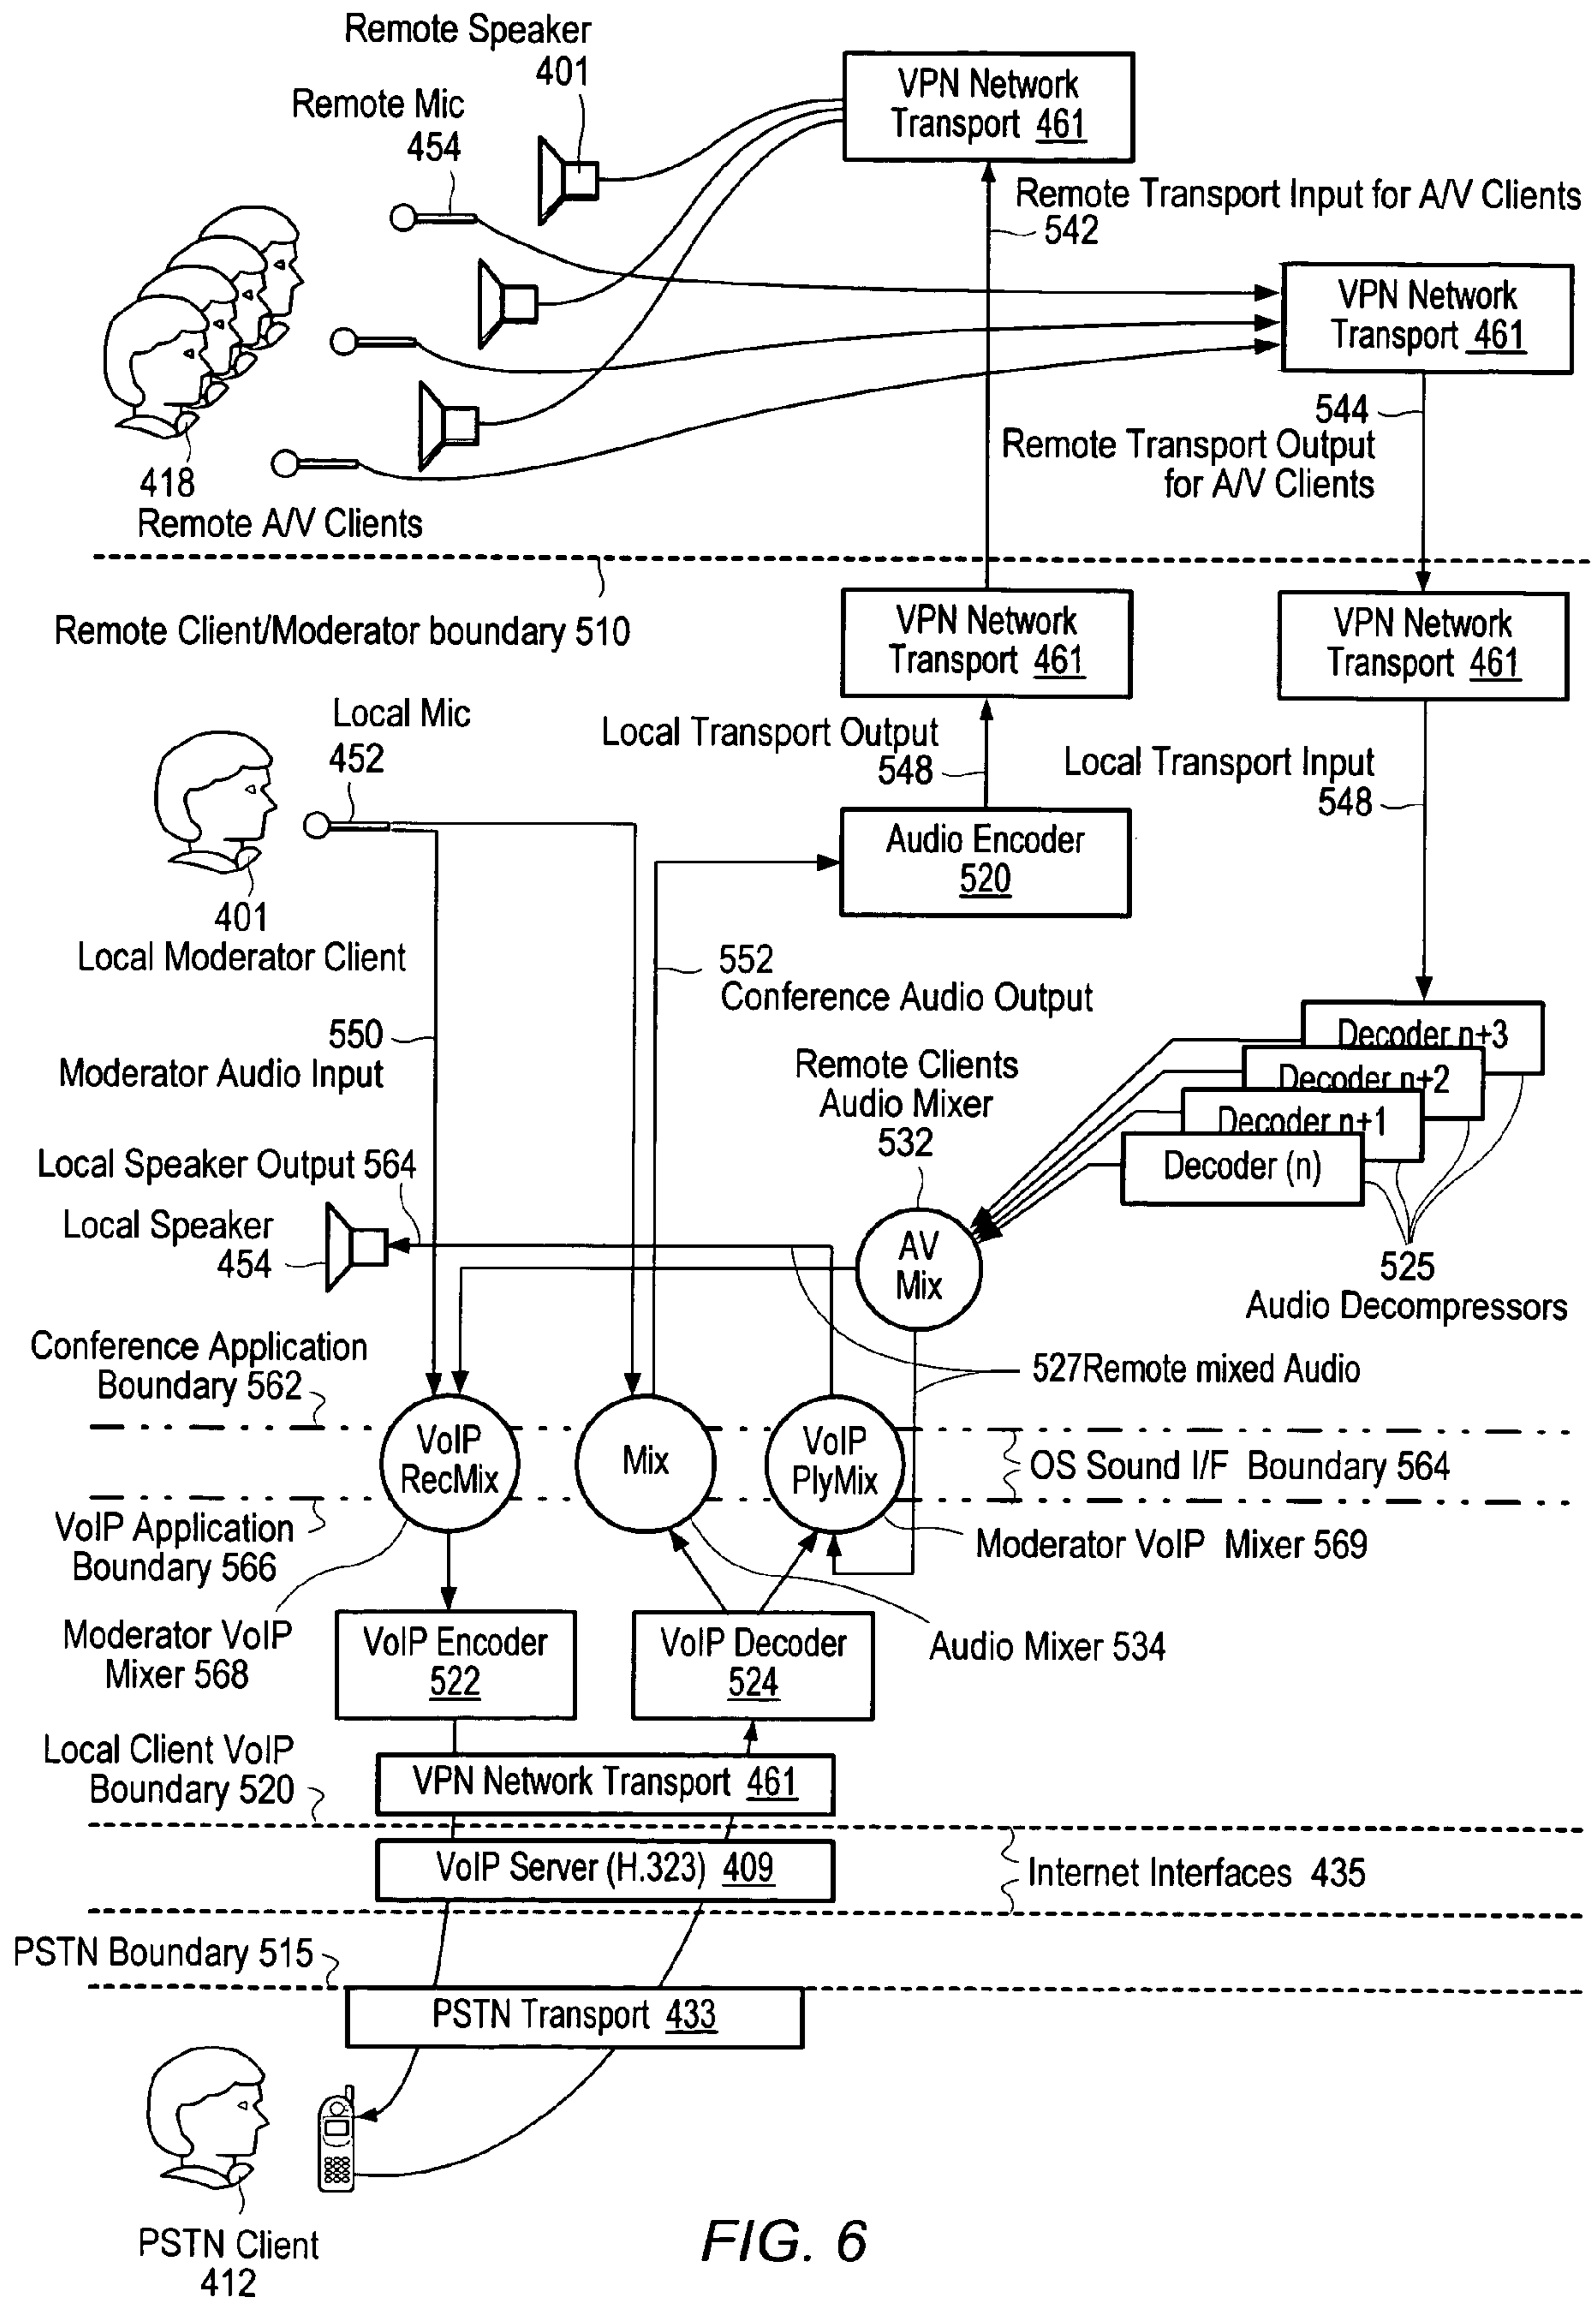 Remote Speaker
401
Remote Mic
454
VPN Network
Transport 461
Remote Transport Input for A/V Clients
542
VPN Network
Transport 461
544
Remote Transport Output
for A/V Clients
418
Remote A/V Clients
Remote Client/Moderator boundary 510
VPN Network
Transport 461
VPN Network
Transport 461
Local Mic
452
Local Transport Output
548
Local Transport Input
548
Audio Encoder
520
401
Local Moderator Client
552
Conference Audio Output
550
Moderator Audio Input
Remote Clients
Audio Mixer
532
Decoder n+3
Decoder n+2
Decoder n+1
Decoder (n)
Local Speaker Output 564
Local Speaker
454
AV
Mix
525
Audio Decompressors
Conference Application
Boundary 562
527Remote mixed Audio
VoIP
RecMix
Mix
VoIP
PlyMix
OS Sound I/F Boundary 564
VoIP Application
Boundary 566
Moderator VoIP Mixer 569
Moderator VoIP
Mixer 568
VoIP Encoder
522
VoIP Decoder
524
Audio Mixer 534
Local Client VoIP
Boundary 520
VPN Network Transport 461
VoIP Server (H.323) 409
Internet Interfaces 435
PSTN Boundary 515
PSTN Transport 433
PSTN Client
412
FIG. 6